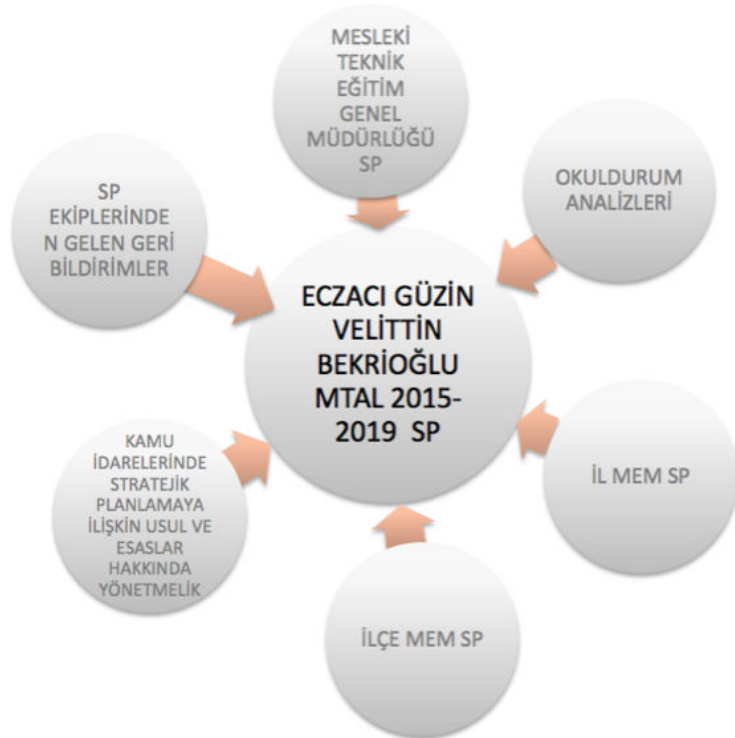 MESLEKİ
TEKNİK
EĞİTİM
GENEL
MÜDÜRLÜĞÜ
SP
OKULDURUM
ANALİZLERİ
SP
EKİPLERİNDE
N GELEN GERİ
BİLDİRİMLER
ECZACI GÜZİN
VELİTTİN
BEKRİOĞLU
MTAL 2015-
2019 SP
KAMU
İDARELERİNDE
STRATEJİK
PLANLAMAYA
İLİŞKİN USUL VE
ESASLAR
HAKKINDA
YÖNETMELİK
İL MEM SP
İLÇE MEM SP